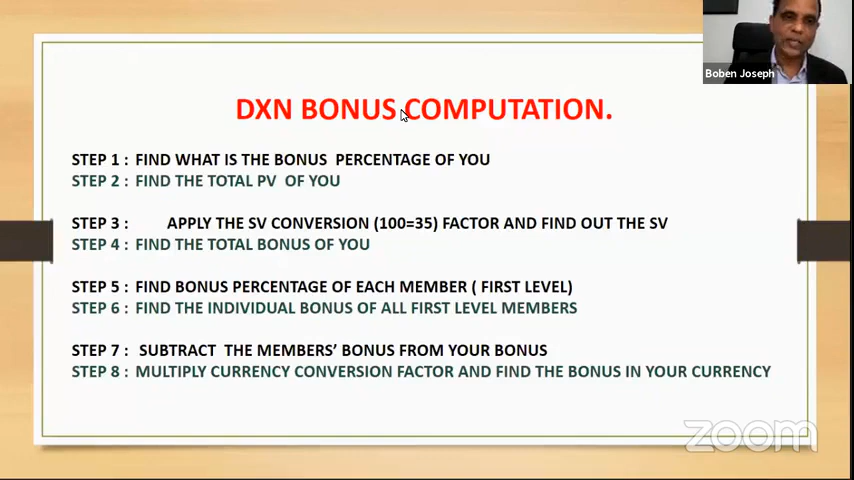 Boben Joseph
DXN BONUS COMPUTATION.
STEP 1 : FIND WHAT IS THE BONUS PERCENTAGE OF YOU
STEP 2 : FIND THE TOTAL PV OF YOU
STEP 3 : APPLY THE SV CONVERSION (100=35) FACTOR AND FIND OUT THE SV
STEP 4 : FIND THE TOTAL BONUS OF YOU
STEP 5 : FIND BONUS PERCENTAGE OF EACH MEMBER ( FIRST LEVEL)
STEP 6 : FIND THE INDIVIDUAL BONUS OF ALL FIRST LEVEL MEMBERS
STEP 7 : SUBTRACT THE MEMBERS’ BONUS FROM YOUR BONUS
STEP 8 : MULTIPLY CURRENCY CONVERSION FACTOR AND FIND THE BONUS IN YOUR CURRENCY
zoom